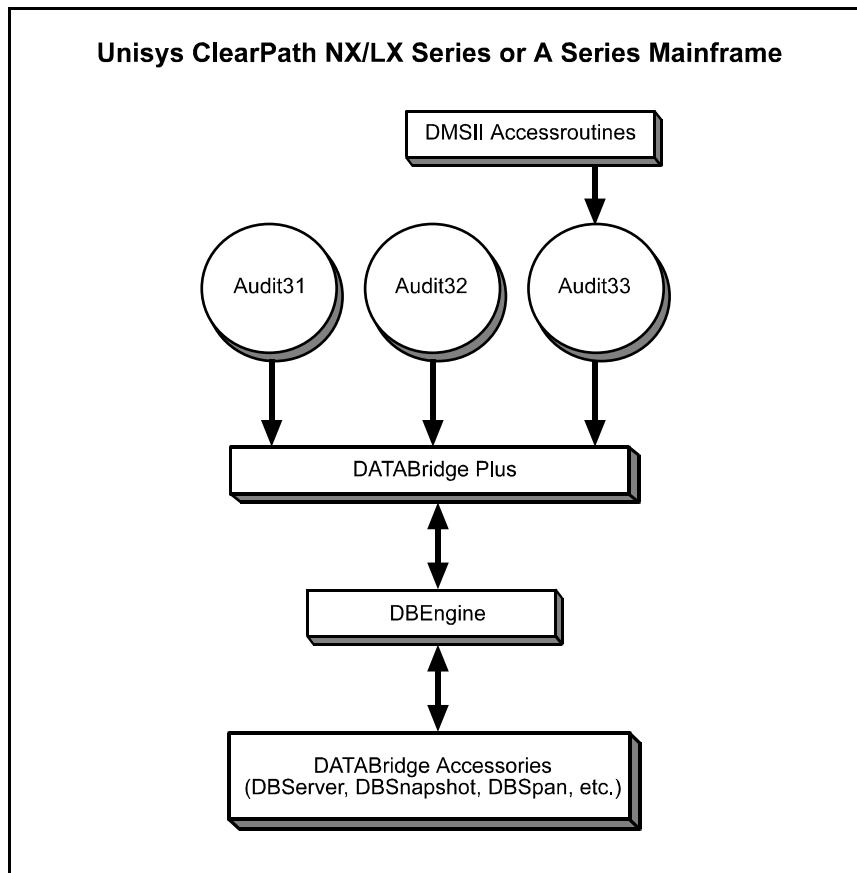 Unisys ClearPath NX/LX Series or A Series Mainframe
DMSII Accessroutines
Audit31
Audit32
Audit33
DATABridge Plus
DBEngine
DATABridge Accessories
(DBServer, DBSnapshot, DBSpan, etc.)